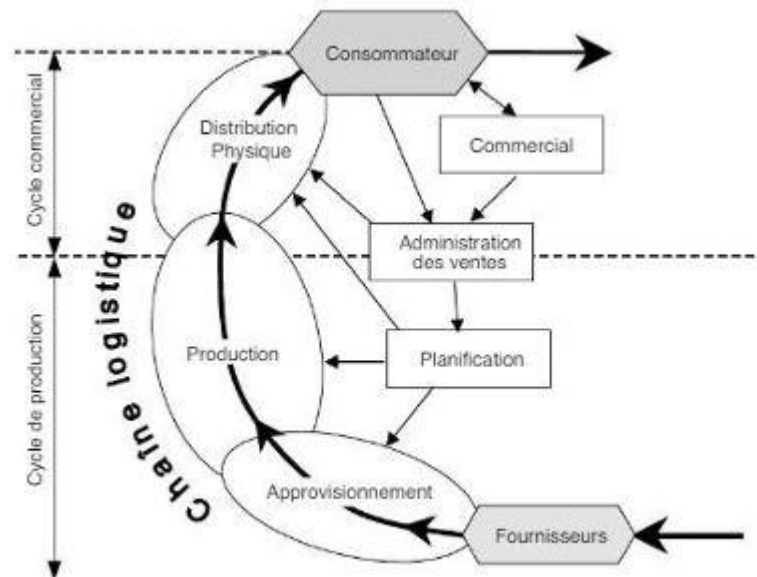 Consommateur
Cycle commercial
Distribution
Physique
Commercial
Administration
des ventes
Chaîne logistique
Production
Planification
Cycle de production
Approvisionnement
Fournisseurs